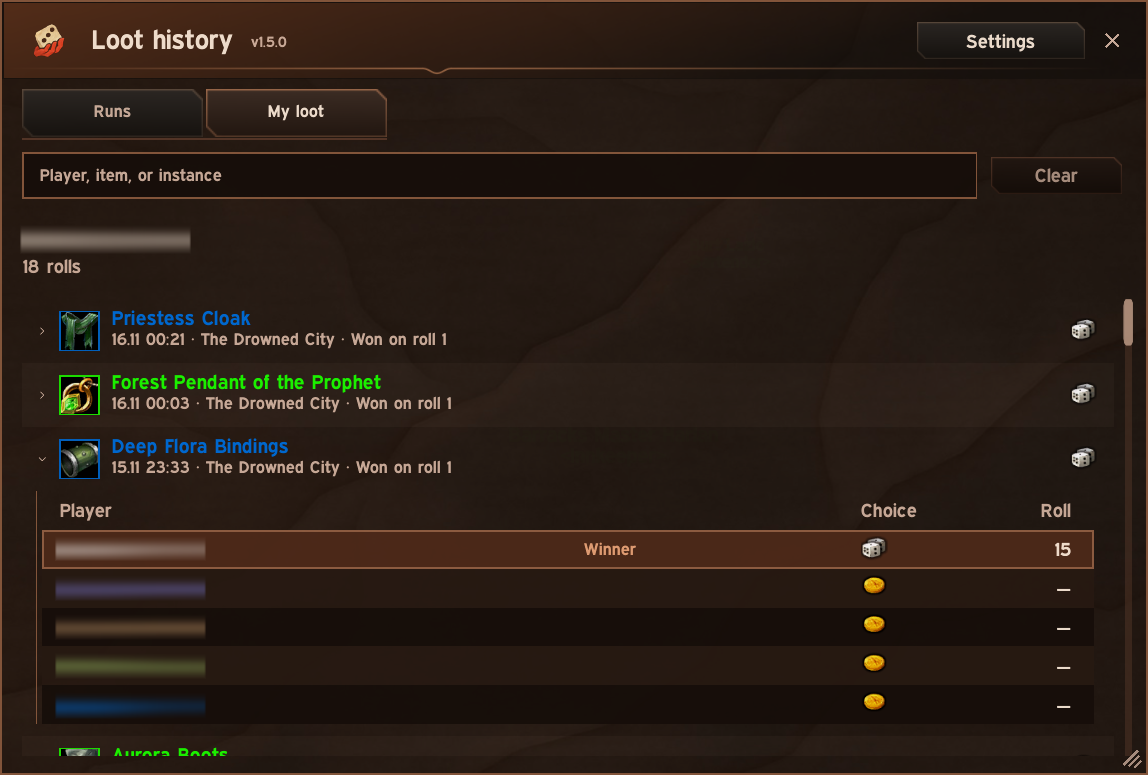 Loot history v1.5.0 Settings
Runs My loot
Player, item, or instance Clear
18 rolls
Priestess Cloak
16.11 00:21 · The Drowned City · Won on roll 1
Forest Pendant of the Prophet
16.11 00:03 · The Drowned City · Won on roll 1
Deep Flora Bindings
15.11 23:33 · The Drowned City · Won on roll 1
Player Choice Roll
Winner 15
—
—
—
—
Aurora Boots